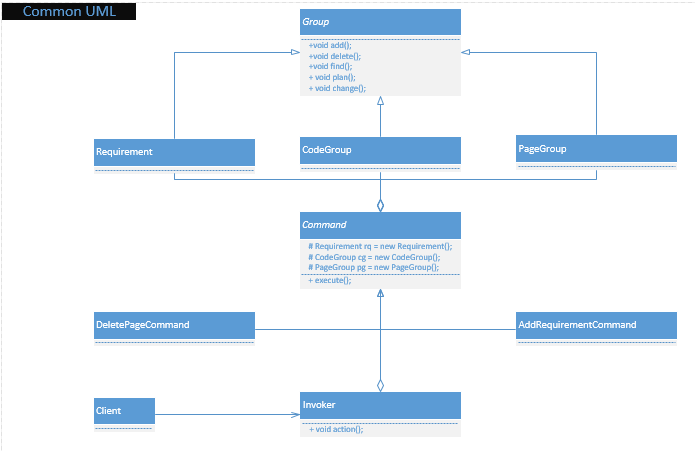 Common UML
Group
+void add();
+void delete();
+void find();
+ void plan();
+ void change();
Requirement
CodeGroup
PageGroup
Command
# Requirement rq = new Requirement();
# CodeGroup cg = new CodeGroup();
# PageGroup pg = new PageGroup();
+ execute();
DeletePageCommand
AddRequirementCommand
Client
Invoker
+ void action();